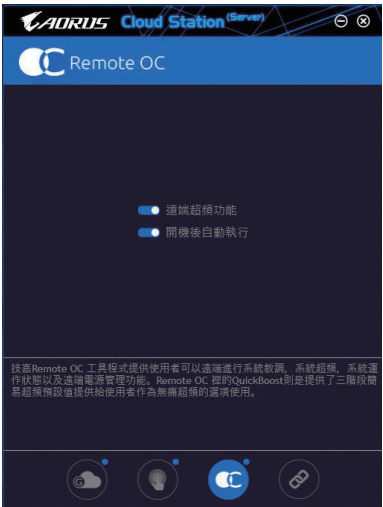 AORUS Cloud Station (Server)
Remote OC
遠端超頻功能
開機後自動執行
技嘉Remote OC 工具程式提供使用者可以遠端進行系統教調, 系統超頻, 系統運
作狀態以及遠端電源管理功能。Remote OC 裡的QuickBoost則是提供了三階段簡
易超頻預設值提供給使用者作為無痛超頻的選項使用。
G